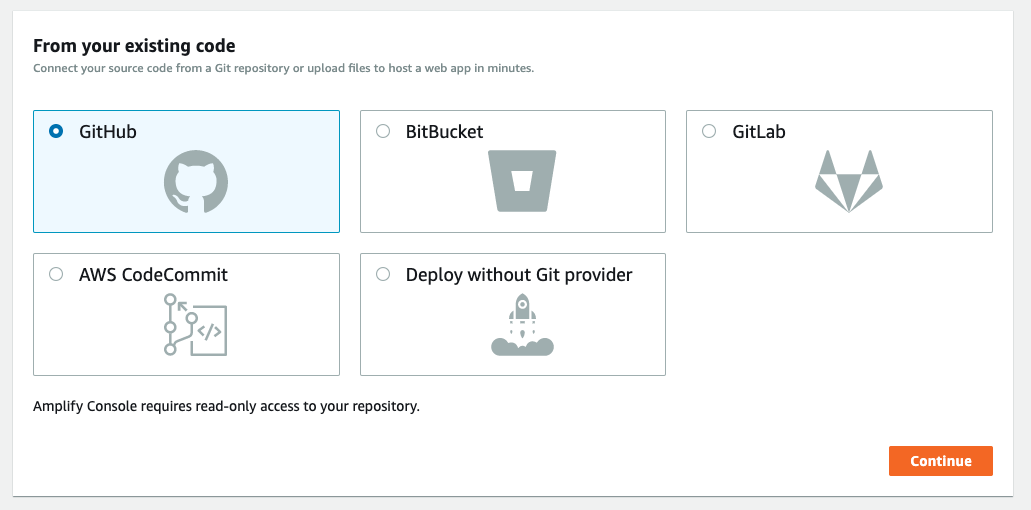 From your existing code
Connect your source code from a Git repository or upload files to host a web app in minutes.
GitHub
BitBucket
GitLab
AWS CodeCommit
Deploy without Git provider
</>
Amplify Console requires read-only access to your repository.
Continue